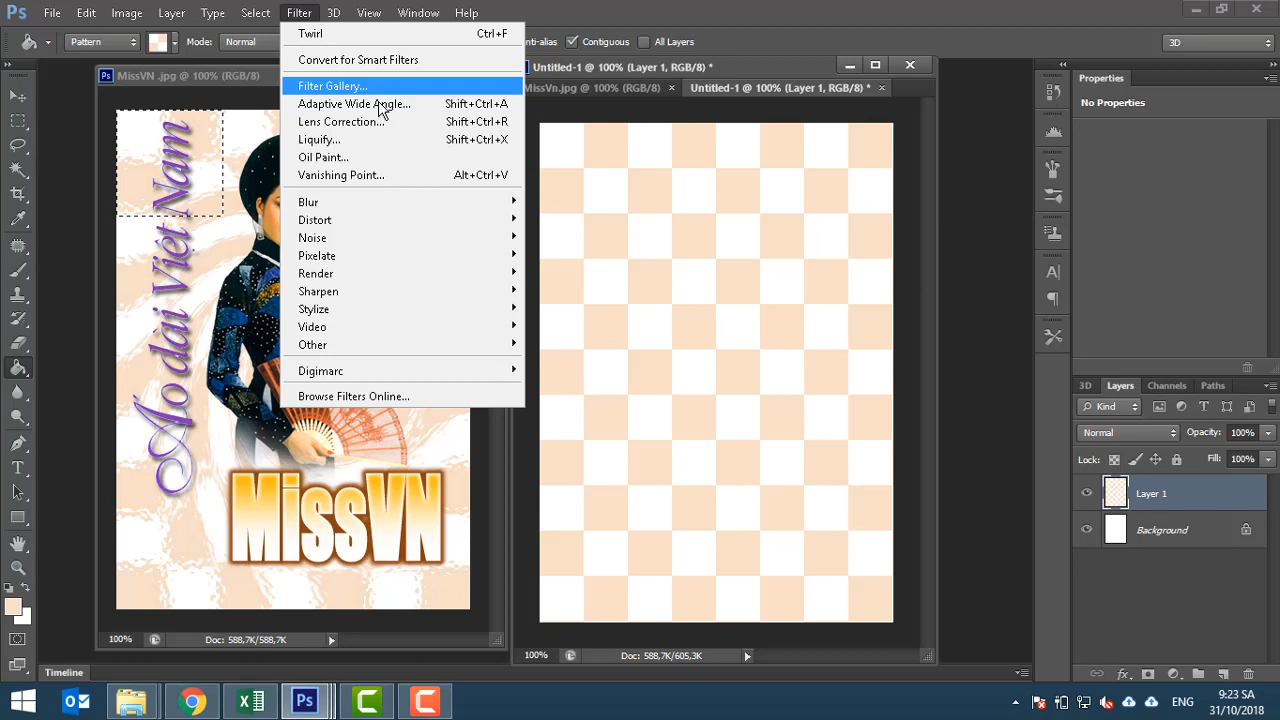 Ps File Edit Image Layer Type Select Filter 3D View Window Help
Pattern Mode: Normal nti-alias Contiguous All Layers 3D
Ps MissVN .jpg @ 100% (RGB/8)
Untitled-1 @ 100% (Layer 1, RGB/8) *
MissVn.jpg @ 100% (RGB/8) × Untitled-1 @ 100% (Layer 1, RGB/8) * ×
Twirl Ctrl+F
Convert for Smart Filters
Filter Gallery...
Adaptive Wide Angle... Shift+Ctrl+A
Lens Correction... Shift+Ctrl+R
Liquify... Shift+Ctrl+X
Oil Paint...
Vanishing Point... Alt+Ctrl+V
Blur
Distort
Noise
Pixelate
Render
Sharpen
Stylize
Video
Other
Digimarc
Browse Filters Online...
Áo dài Việt Nam
MissVN
100% Doc: 588,7K/588,7K
100% Doc: 588,7K/605,3K
Properties
No Properties
3D Layers Channels Paths
Kind
Normal Opacity: 100%
Lock: Fill: 100%
Layer 1
Background
Timeline
ENG
9:23 SA
31/10/2018